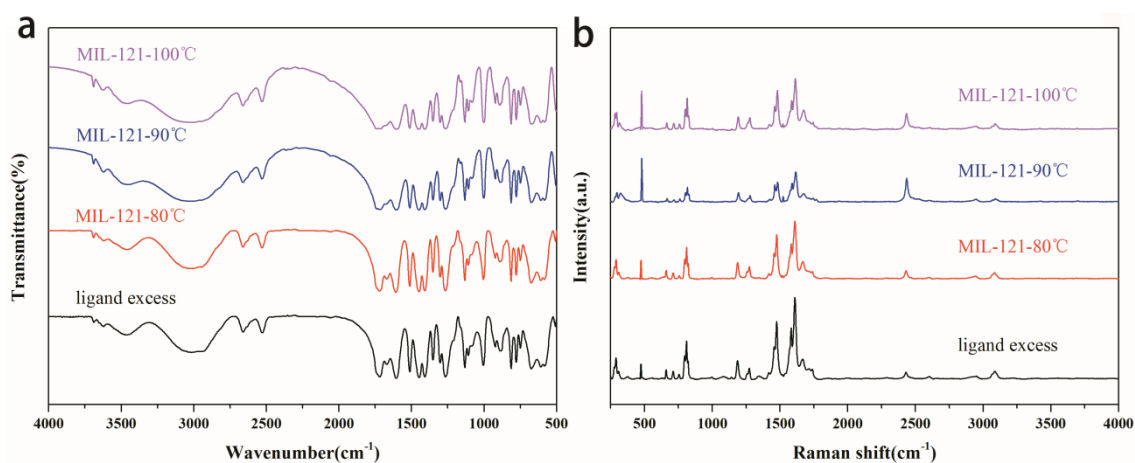 a
MIL-121-100℃
MIL-121-90℃
MIL-121-80℃
ligand excess
Transmittance(%)
4000 3500 3000 2500 2000 1500 1000 500
Wavenumber(cm⁻¹)
b
MIL-121-100℃
MIL-121-90℃
MIL-121-80℃
ligand excess
Intensity(a.u.)
500 1000 1500 2000 2500 3000 3500 4000
Raman shift(cm⁻¹)